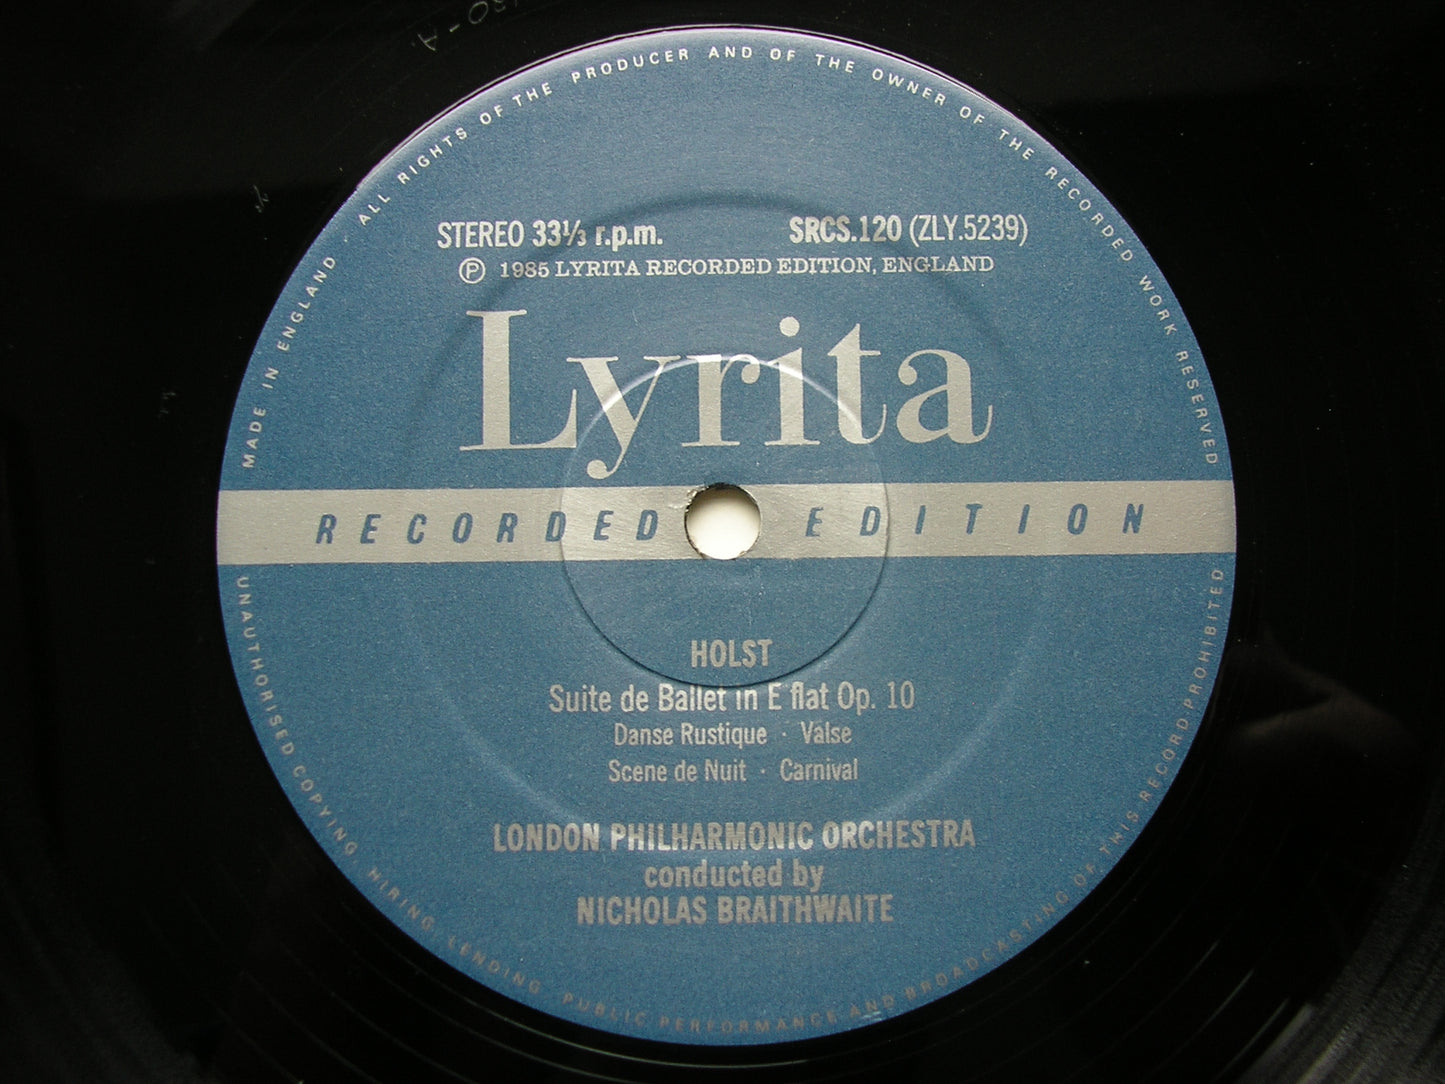 MADE IN ENGLAND ALL RIGHTS OF THE PRODUCER AND OF THE OWNER OF THE RECORDED WORK RESERVED
STEREO 33⅓ r.p.m. SRCS.120 (ZLY.5239)
Ⓟ 1985 LYRITA RECORDED EDITION, ENGLAND
Lyrita
RECORDED EDITION
HOLST
Suite de Ballet in E flat Op. 10
Danse Rustique · Valse
Scene de Nuit · Carnival
LONDON PHILHARMONIC ORCHESTRA
conducted by
NICHOLAS BRAITHWAITE
UNAUTHORISED COPYING, HIRING, LENDING, PUBLIC PERFORMANCE AND BROADCASTING OF THIS RECORD PROHIBITED